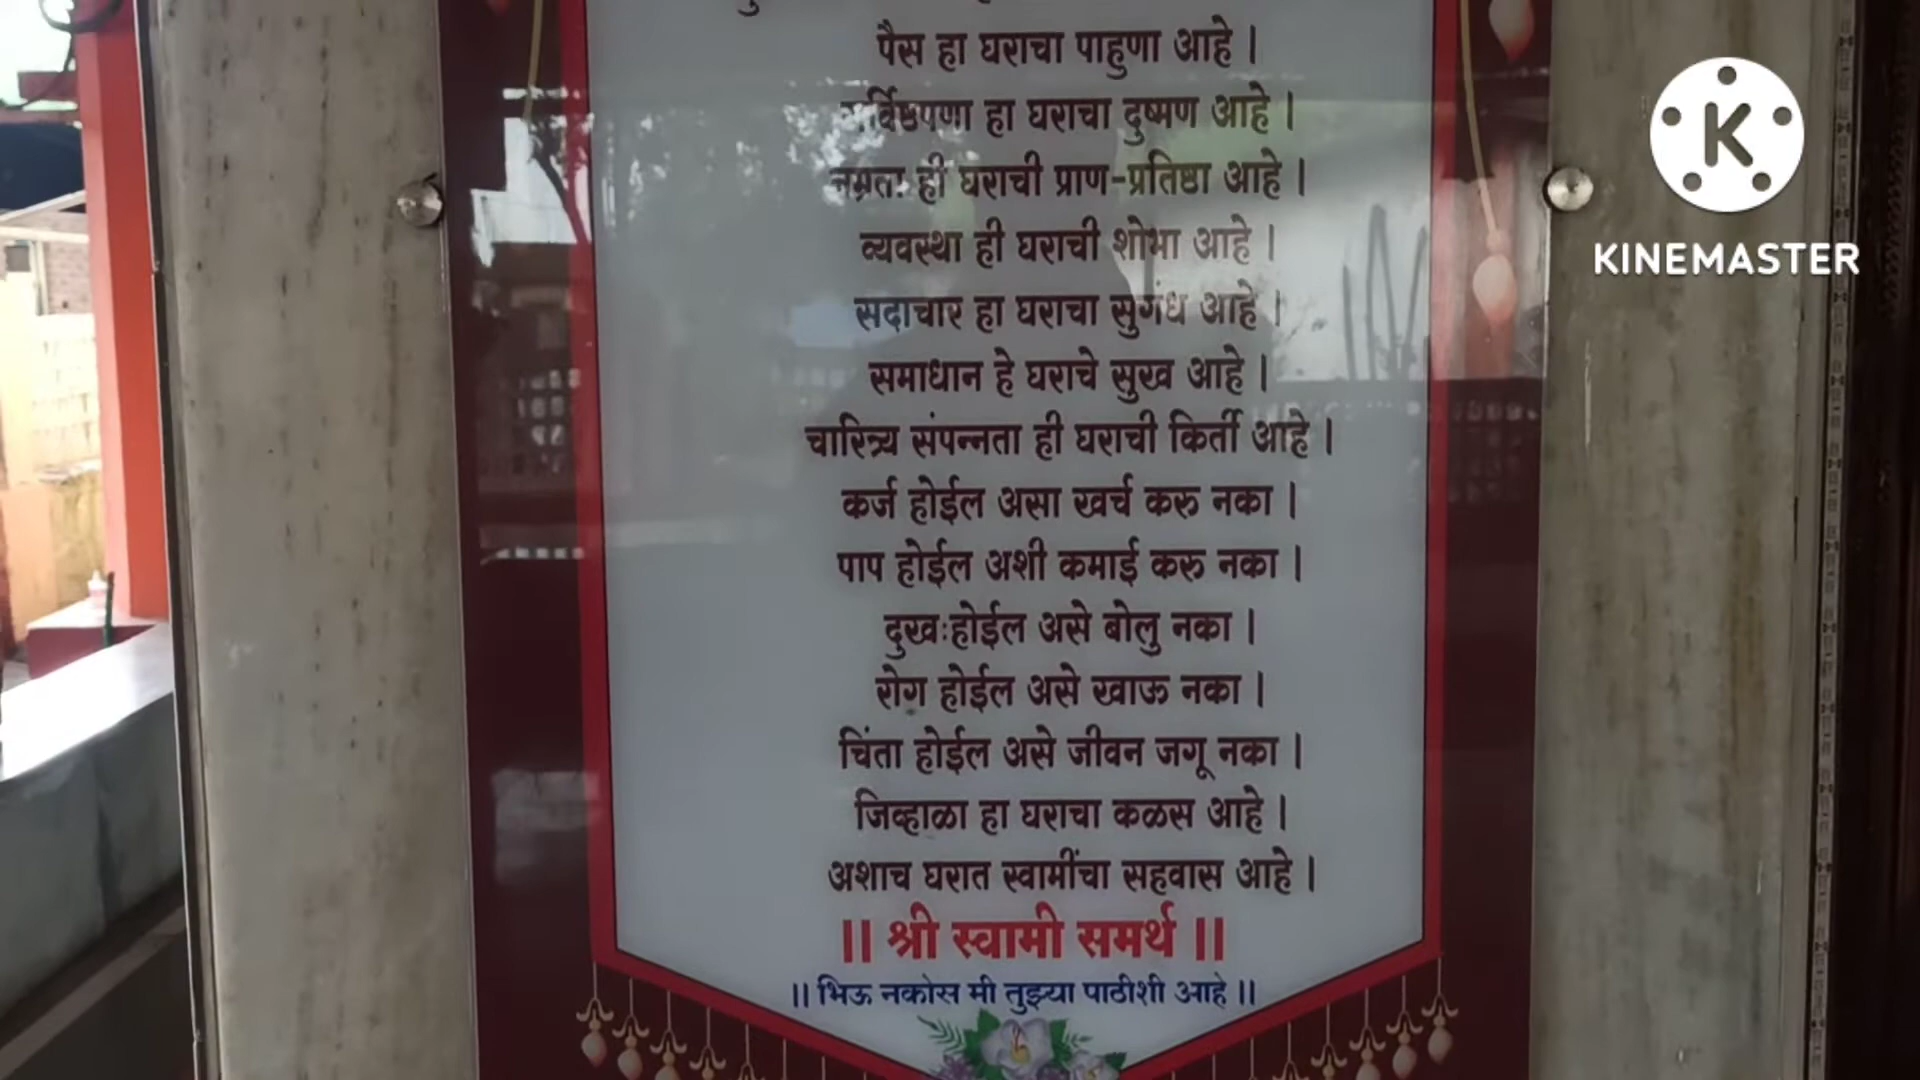 पैस हा घराचा पाहुणा आहे ।
हा घराचा दुष्मण आहे ।
नम्रता ही घराची प्राण-प्रतिष्ठा आहे ।
व्यवस्था ही घराची शोभा आहे ।
सदाचार हा घराचा सुगंध आहे ।
समाधान हे घराचे सुख आहे ।
चारित्र्य संपन्नता ही घराची किर्ती आहे ।
कर्ज होईल असा खर्च करु नका ।
पाप होईल अशी कमाई करु नका ।
दुखःहोईल असे बोलु नका ।
रोग होईल असे खाऊ नका ।
चिंता होईल असे जीवन जगू नका ।
जिव्हाळा हा घराचा कळस आहे ।
अशाच घरात स्वामींचा सहवास आहे ।
|| श्री स्वामी समर्थ ||
|| भिऊ नकोस मी तुझ्या पाठीशी आहे ||
K
KINEMASTER